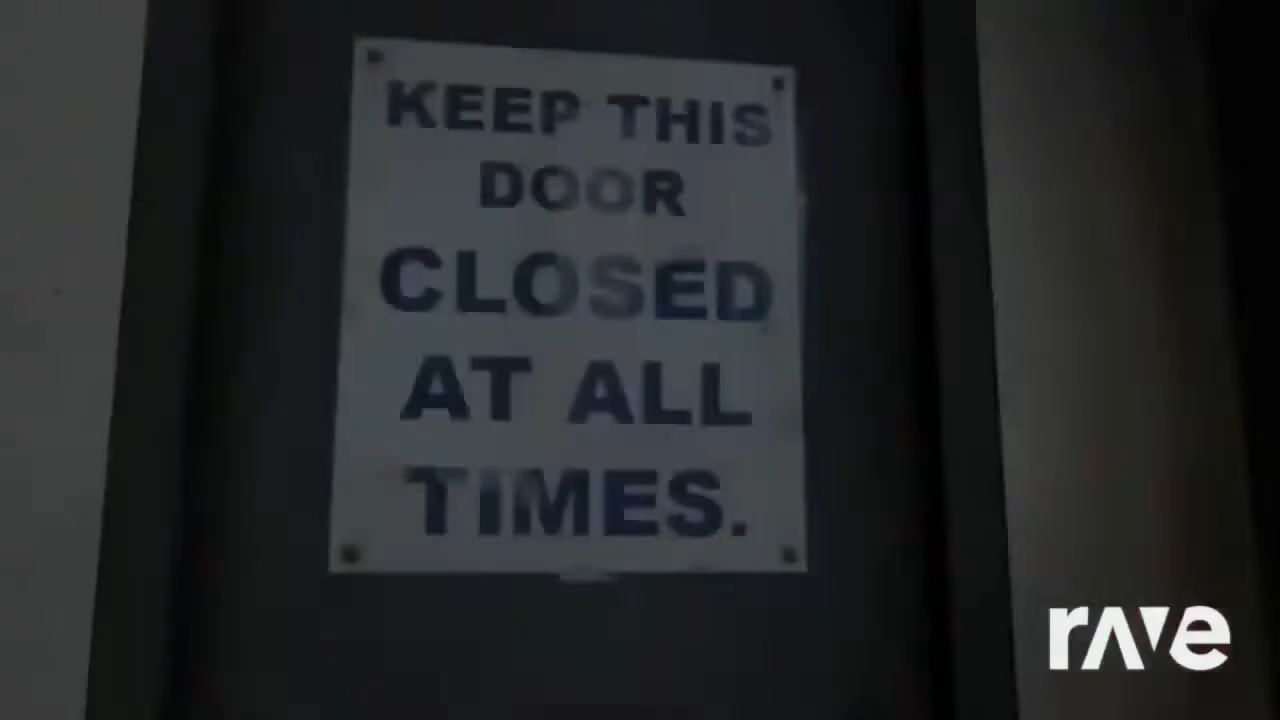 KEEP THIS
DOOR
CLOSED
AT ALL
TIMES.
rave